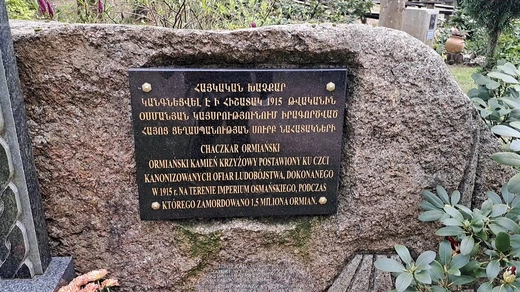 ՀԱՅԿԱԿԱՆ ԽԱՉՔԱՐ
ԿԱՆԳՆԵՑՎԵԼ Է Ի ՀԻՇԱՏԱԿ 1915 ԹՎԱԿԱՆԻՆ
ՕՍՄԱՆՅԱՆ ԿԱՅՍՐՈՒԹՅՈՒՆՈՒՄ ԻՐԱԳՈՐԾՎԱԾ
ՀԱՅՈՑ ՑԵՂԱՍՊԱՆՈՒԹՅԱՆ ՍՈՒՐԲ ՆԱՀԱՏԱԿՆԵՐԻ
CHACZKAR ORMIAŃSKI
ORMIAŃSKI KAMIEŃ KRZYŻOWY POSTAWIONY KU CZCI
KANONIZOWANYCH OFIAR LUDOBÓJSTWA, DOKONANEGO
W 1915 r. NA TERENIE IMPERIUM OSMAŃSKIEGO, PODCZAS
KTÓREGO ZAMORDOWANO 1,5 MILIONA ORMIAN.